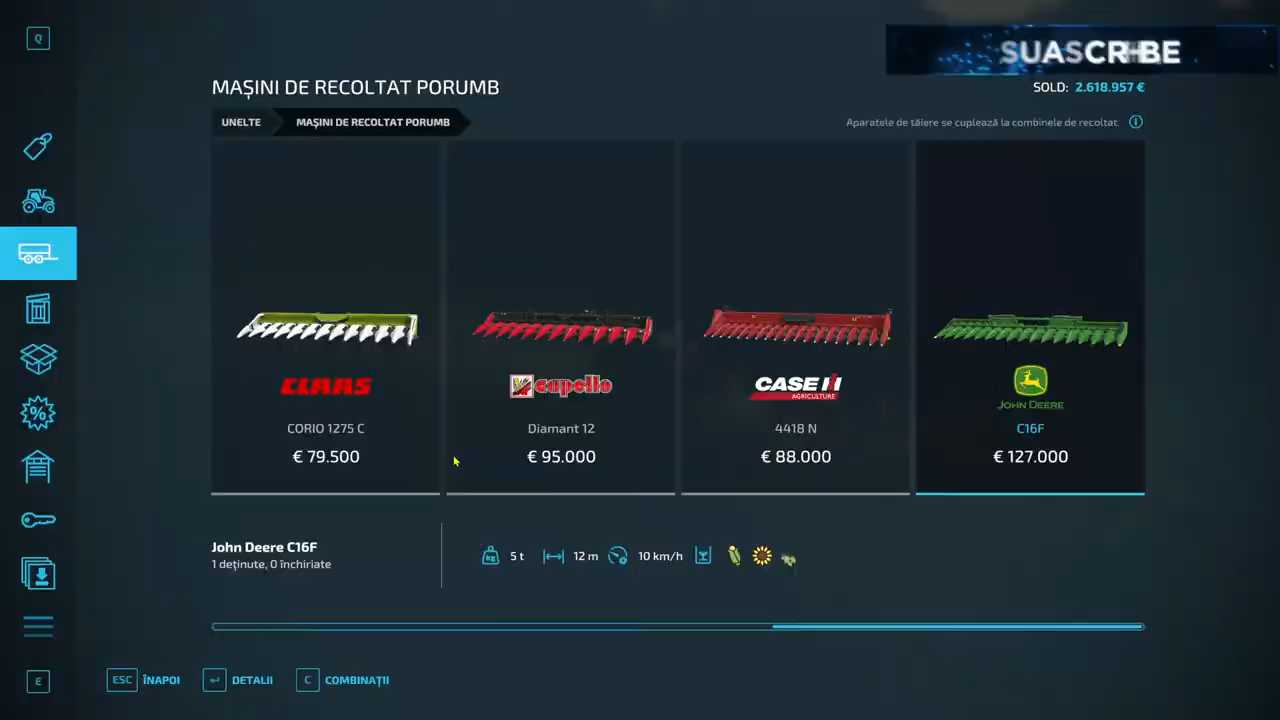 Q
SUASCRIBE
MAȘINI DE RECOLTAT PORUMB
SOLD: 2.618.957 €
UNELTE
MAȘINI DE RECOLTAT PORUMB
Aparatele de tăiere se cuplează la combinele de recoltat.
CLAAS
capello
CASE IH
AGRICULTURE
JOHN DEERE
CORIO 1275 C
Diamant 12
4418 N
C16F
€ 79.500
€ 95.000
€ 88.000
€ 127.000
John Deere C16F
1 deținute, 0 închiriate
kg 5 t
12 m
10 km/h
E
ESC ÎNAPOI
DETALII
C COMBINAȚII